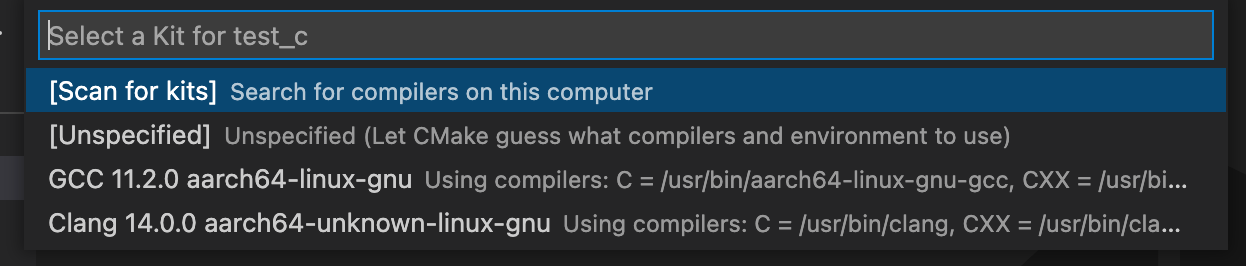 Select a Kit for test_c
[Scan for kits] Search for compilers on this computer
[Unspecified] Unspecified (Let CMake guess what compilers and environment to use)
GCC 11.2.0 aarch64-linux-gnu Using compilers: C = /usr/bin/aarch64-linux-gnu-gcc, CXX = /usr/bi...
Clang 14.0.0 aarch64-unknown-linux-gnu Using compilers: C = /usr/bin/clang, CXX = /usr/bin/cla...